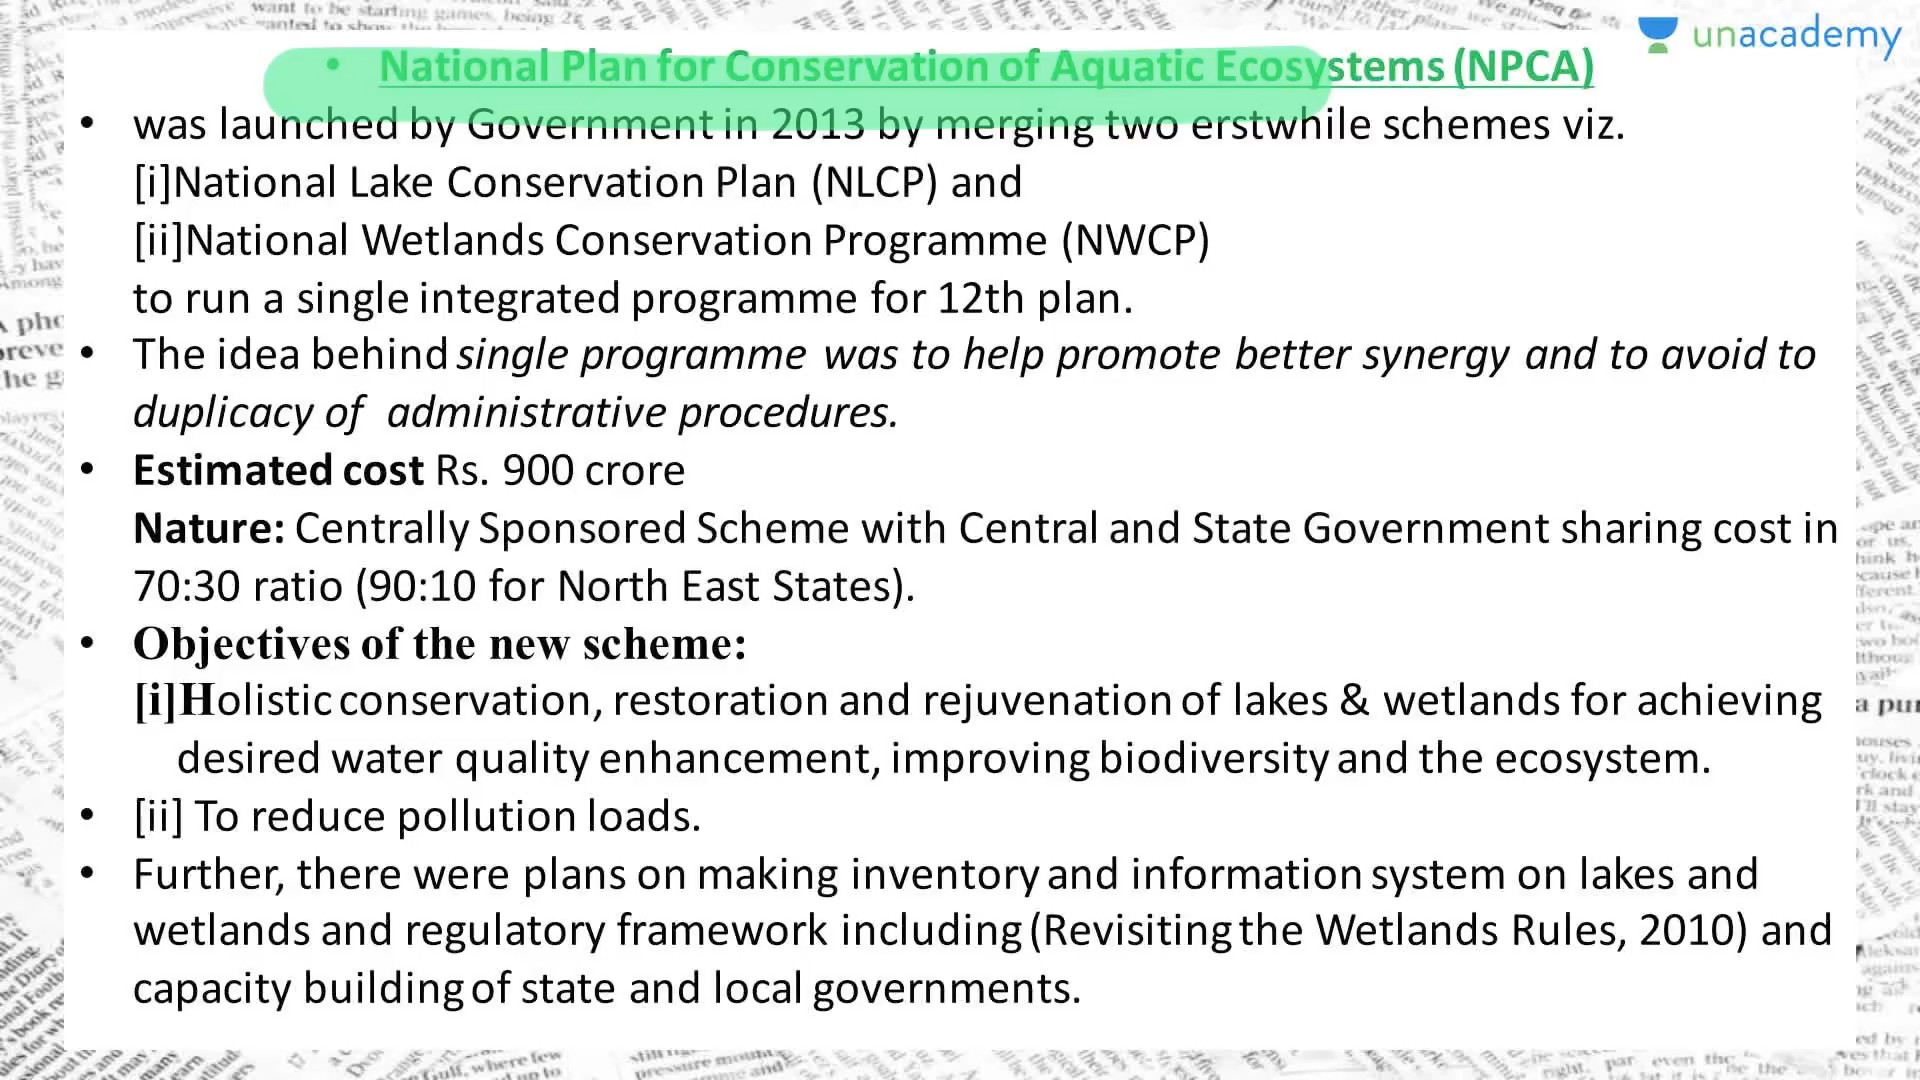 unacademy
• National Plan for Conservation of Aquatic Ecosystems (NPCA)
• was launched by Government in 2013 by merging two erstwhile schemes viz.
[i]National Lake Conservation Plan (NLCP) and
[ii]National Wetlands Conservation Programme (NWCP)
to run a single integrated programme for 12th plan.
• The idea behind single programme was to help promote better synergy and to avoid to
duplicacy of administrative procedures.
• Estimated cost Rs. 900 crore
Nature: Centrally Sponsored Scheme with Central and State Government sharing cost in
70:30 ratio (90:10 for North East States).
• Objectives of the new scheme:
[i]Holistic conservation, restoration and rejuvenation of lakes & wetlands for achieving
desired water quality enhancement, improving biodiversity and the ecosystem.
• [ii] To reduce pollution loads.
• Further, there were plans on making inventory and information system on lakes and
wetlands and regulatory framework including (Revisiting the Wetlands Rules, 2010) and
capacity building of state and local governments.